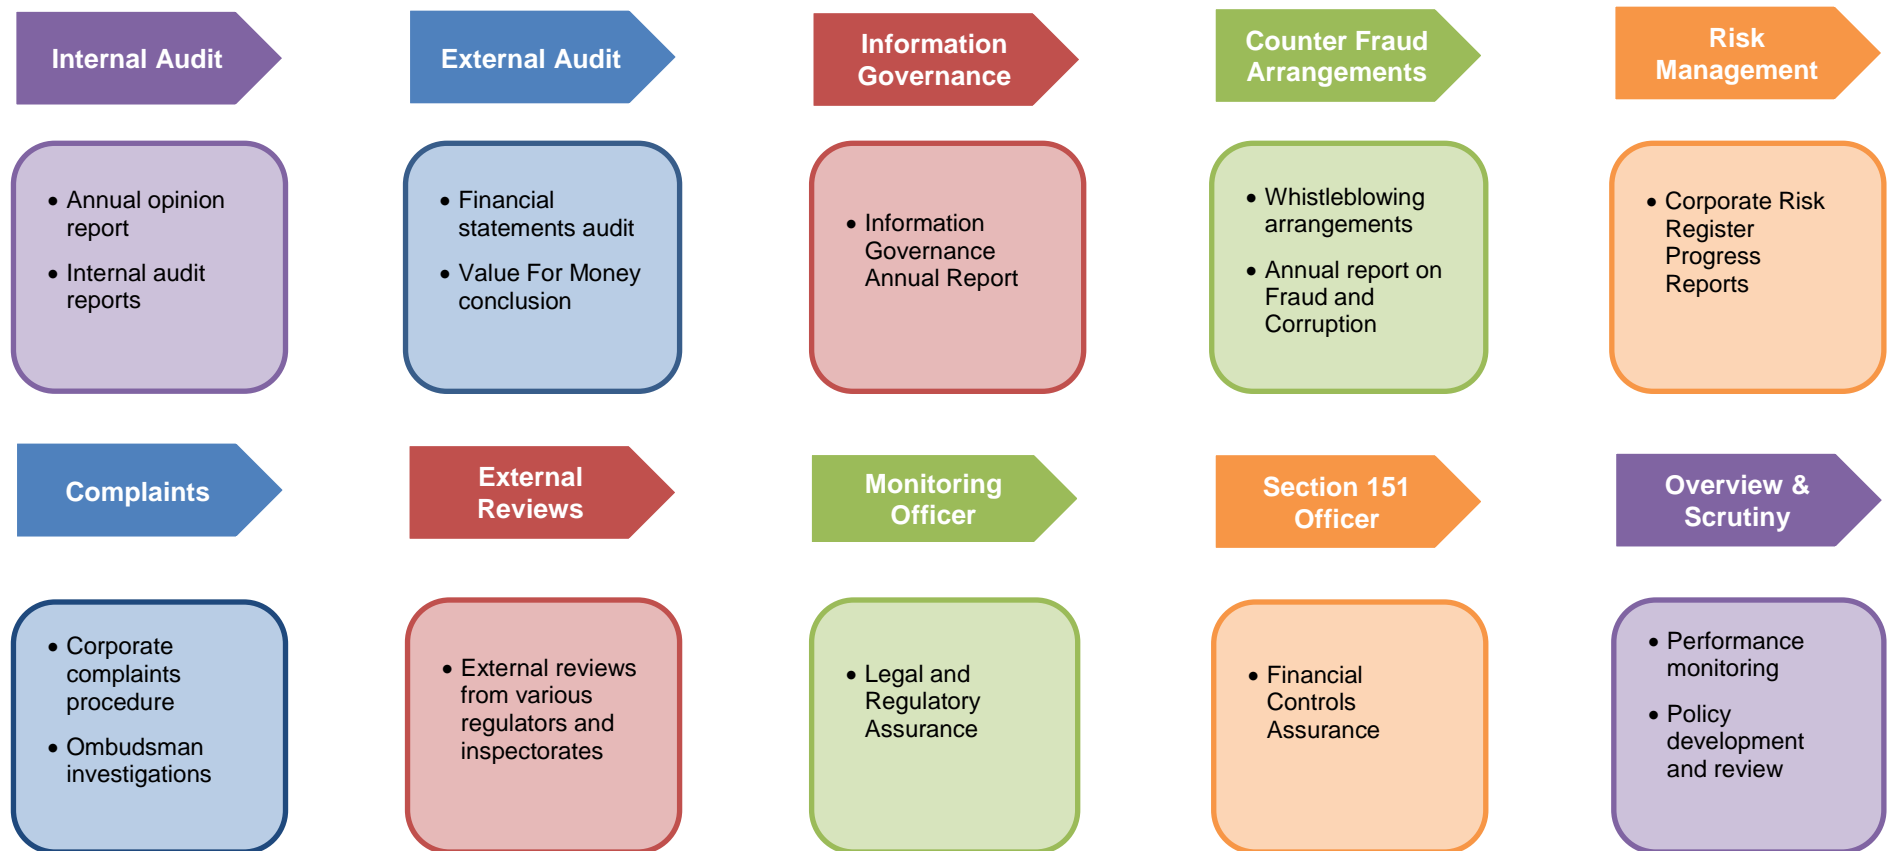 Internal Audit
External Audit
Information
Governance
Counter Fraud
Arrangements
Risk
Management
• Annual opinion
report
• Internal audit
reports
• Financial
statements audit
• Value For Money
conclusion
• Information
Governance
Annual Report
• Whistleblowing
arrangements
• Annual report on
Fraud and
Corruption
• Corporate Risk
Register
Progress
Reports
Complaints
External
Reviews
Monitoring
Officer
Section 151
Officer
Overview &
Scrutiny
• Corporate
complaints
procedure
• Ombudsman
investigations
• External reviews
from various
regulators and
inspectorates
• Legal and
Regulatory
Assurance
• Financial
Controls
Assurance
• Performance
monitoring
• Policy
development
and review